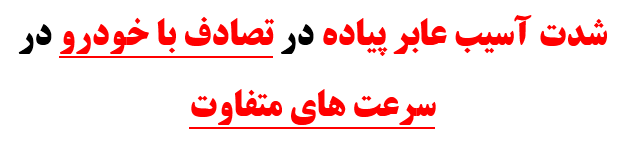 شدت آسیب عابر پیاده در تصادف با خودرو در
سرعت های متفاوت